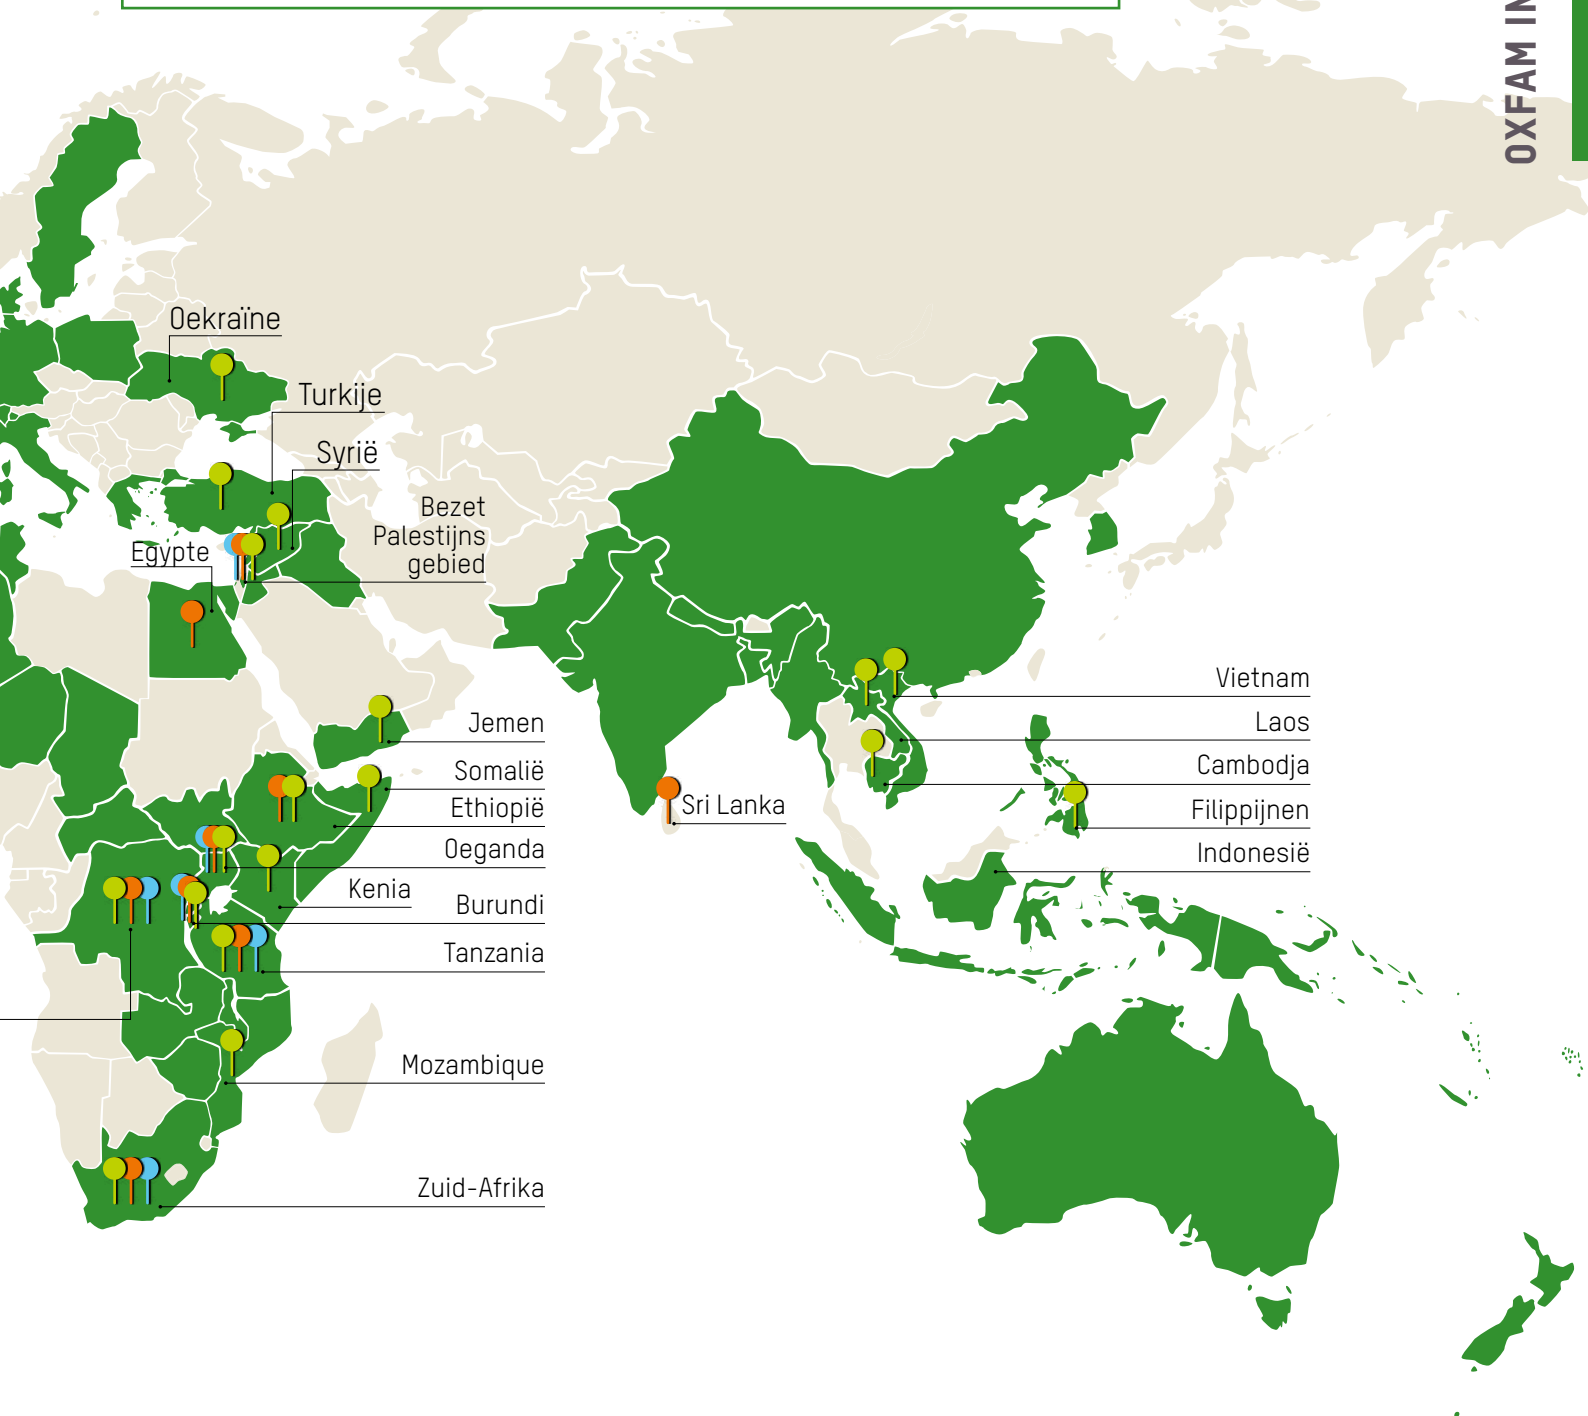 OXFAM IN
Oekraïne
Turkije
Syrië
Bezet
Palestijns
gebied
Egypte
Jemen
Somalië
Ethiopië
Oeganda
Kenia
Burundi
Tanzania
Mozambique
Zuid-Afrika
Sri Lanka
Vietnam
Laos
Cambodja
Filippijnen
Indonesië